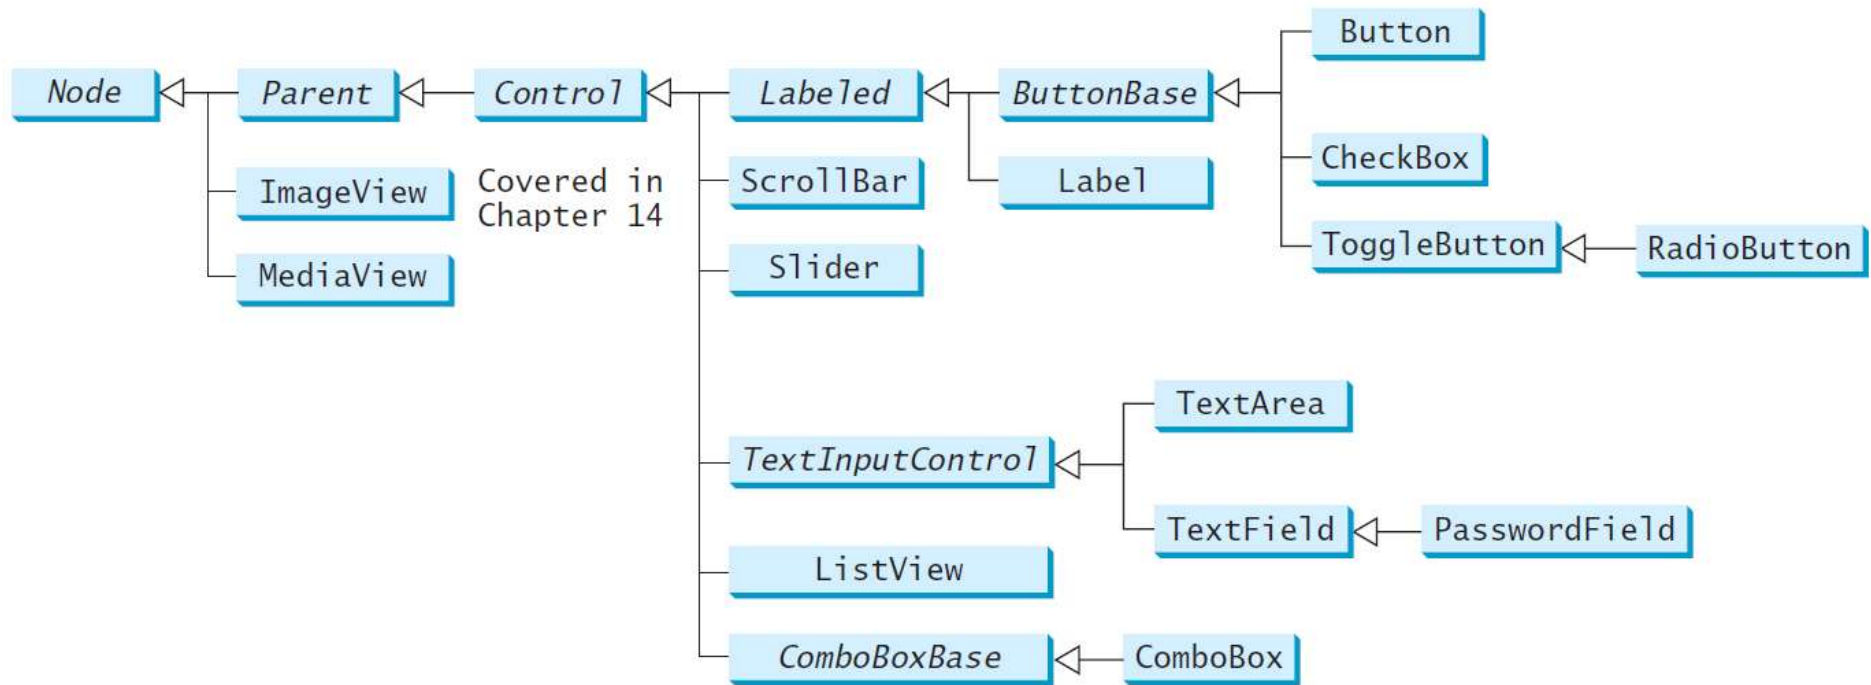 Button
Node
Parent
Control
Labeled
ButtonBase
CheckBox
ImageView
Covered in
Chapter 14
ScrollBar
Label
ToggleButton
RadioButton
MediaView
Slider
TextArea
TextInputControl
TextField
PasswordField
ListView
ComboBoxBase
ComboBox